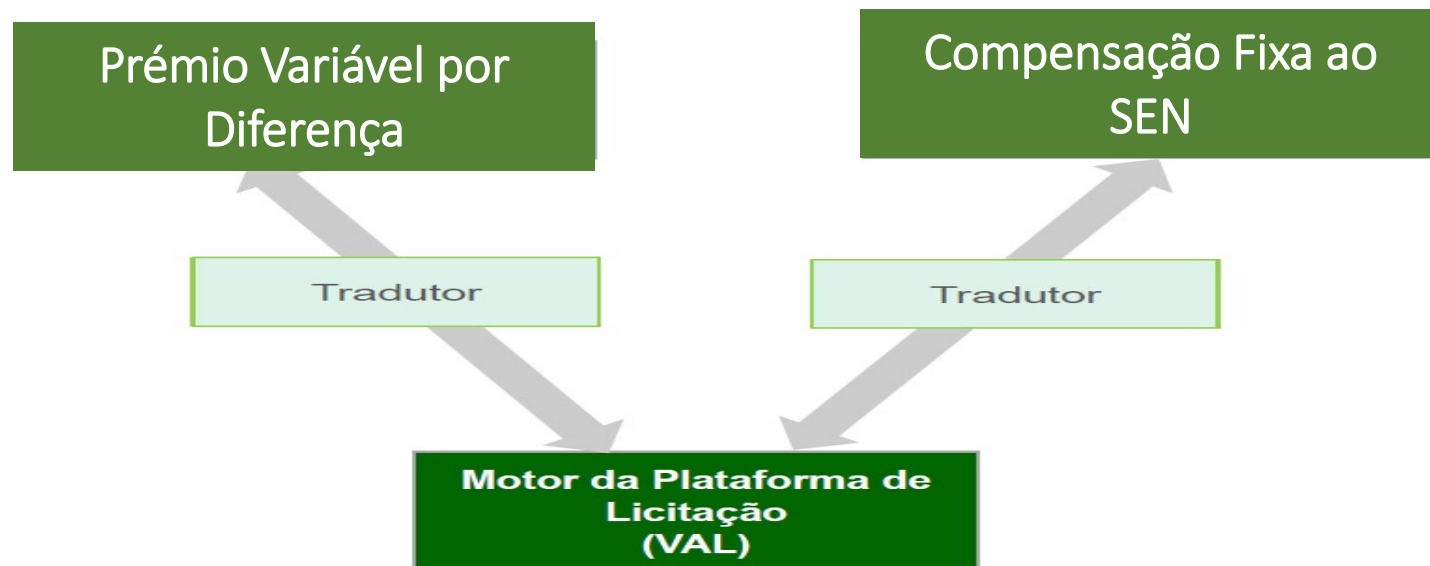 Prémio Variável por
Diferença
Compensação Fixa ao
SEN
Tradutor
Tradutor
Motor da Plataforma de
Licitação
(VAL)